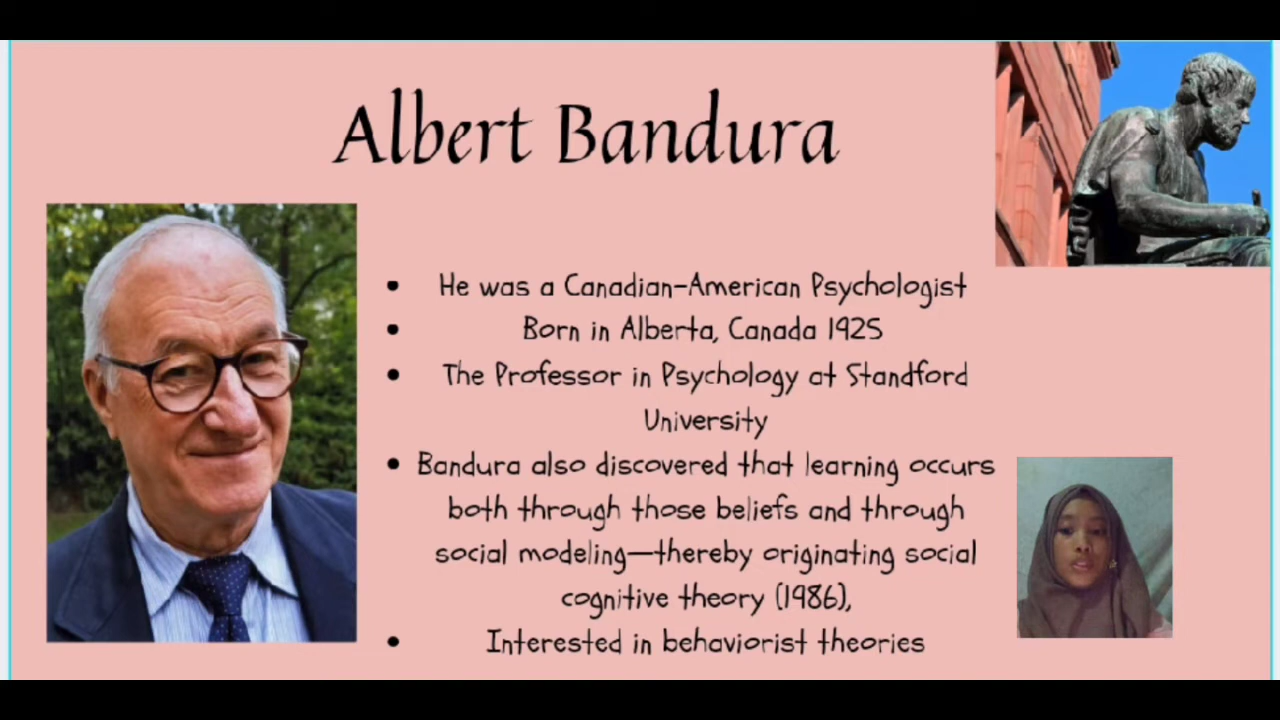 Albert Bandura
• He was a Canadian-American Psychologist
• Born in Alberta, Canada 1925
• The Professor in Psychology at Standford
University
• Bandura also discovered that learning occurs
both through those beliefs and through
social modeling—thereby originating social
cognitive theory (1986),
• Interested in behaviorist theories